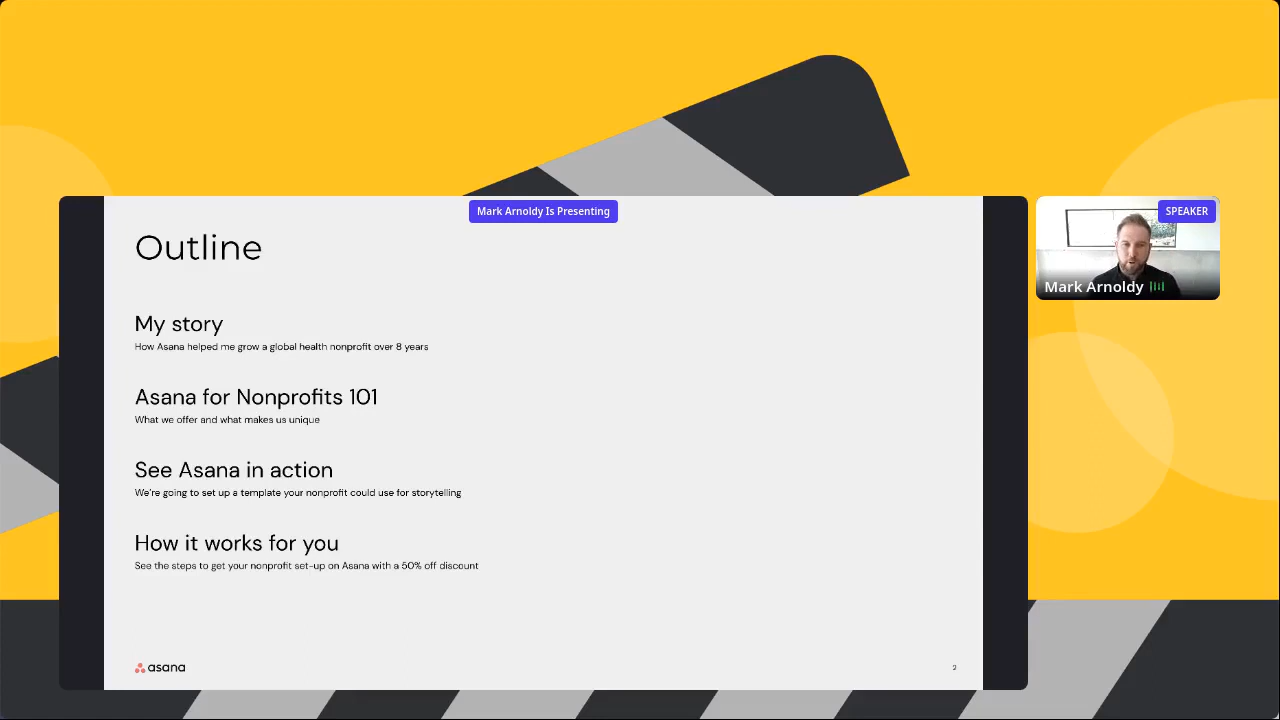 Mark Arnoldy Is Presenting
SPEAKER
Mark Arnoldy
Outline
My story
How Asana helped me grow a global health nonprofit over 8 years
Asana for Nonprofits 101
What we offer and what makes us unique
See Asana in action
We're going to set up a template your nonprofit could use for storytelling
How it works for you
See the steps to get your nonprofit set-up on Asana with a 50% off discount
asana
2